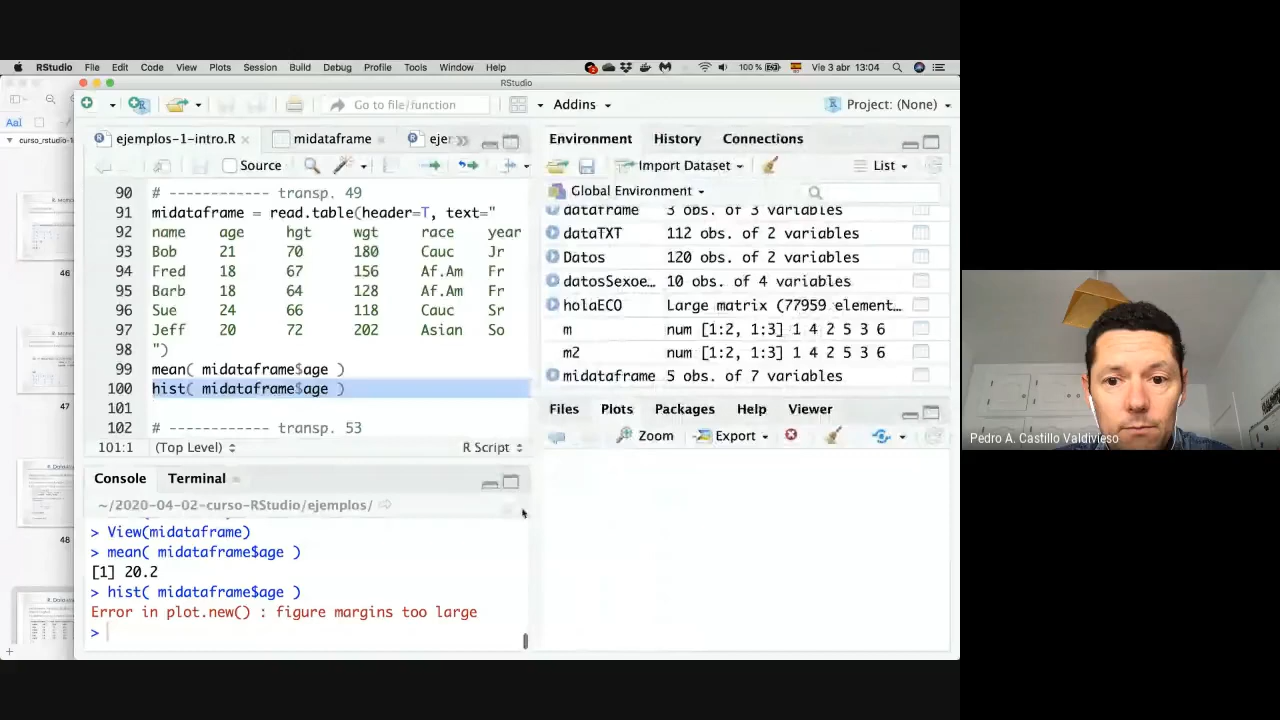 RStudio File Edit Code View Plots Session Build Debug Profile Tools Window Help 100 % Vie 3 abr 13:04
RStudio
Go to file/function Addins Project: (None)
AaI
curso_rstudio-1
46
47
48
ejemplos-1-intro.R midataframe ejer
Source
90 # ------------ transp. 49
91 midataframe = read.table(header=T, text="
92 name age hgt wgt race year
93 Bob 21 70 180 Cauc Jr
94 Fred 18 67 156 Af.Am Fr
95 Barb 18 64 128 Af.Am Fr
96 Sue 24 66 118 Cauc Sr
97 Jeff 20 72 202 Asian So
98 ")
99 mean( midataframe$age )
100 hist( midataframe$age )
101
102 # ------------ transp. 53
101:1 (Top Level) R Script
Console Terminal
~/2020-04-02-curso-RStudio/ejemplos/
> View(midataframe)
> mean( midataframe$age )
[1] 20.2
> hist( midataframe$age )
Error in plot.new() : figure margins too large
>
Environment History Connections
Import Dataset List
Global Environment
dataframe 3 obs. of 3 variables
dataTXT 112 obs. of 2 variables
Datos 120 obs. of 2 variables
datosSexoe… 10 obs. of 4 variables
holaECO Large matrix (77959 element…
m num [1:2, 1:3] 1 4 2 5 3 6
m2 num [1:2, 1:3] 1 4 2 5 3 6
midataframe 5 obs. of 7 variables
Files Plots Packages Help Viewer
Zoom Export
Pedro A. Castillo Valdivieso